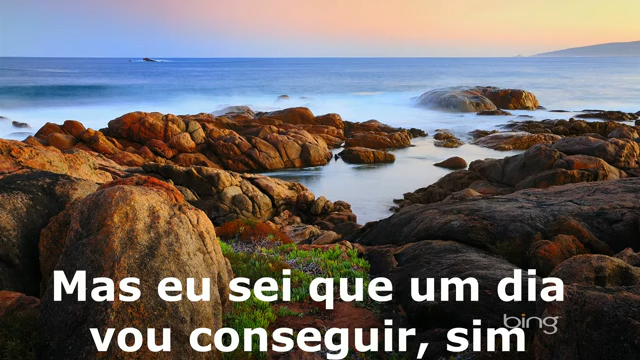 Mas eu sei que um dia
vou conseguir, sim
bing